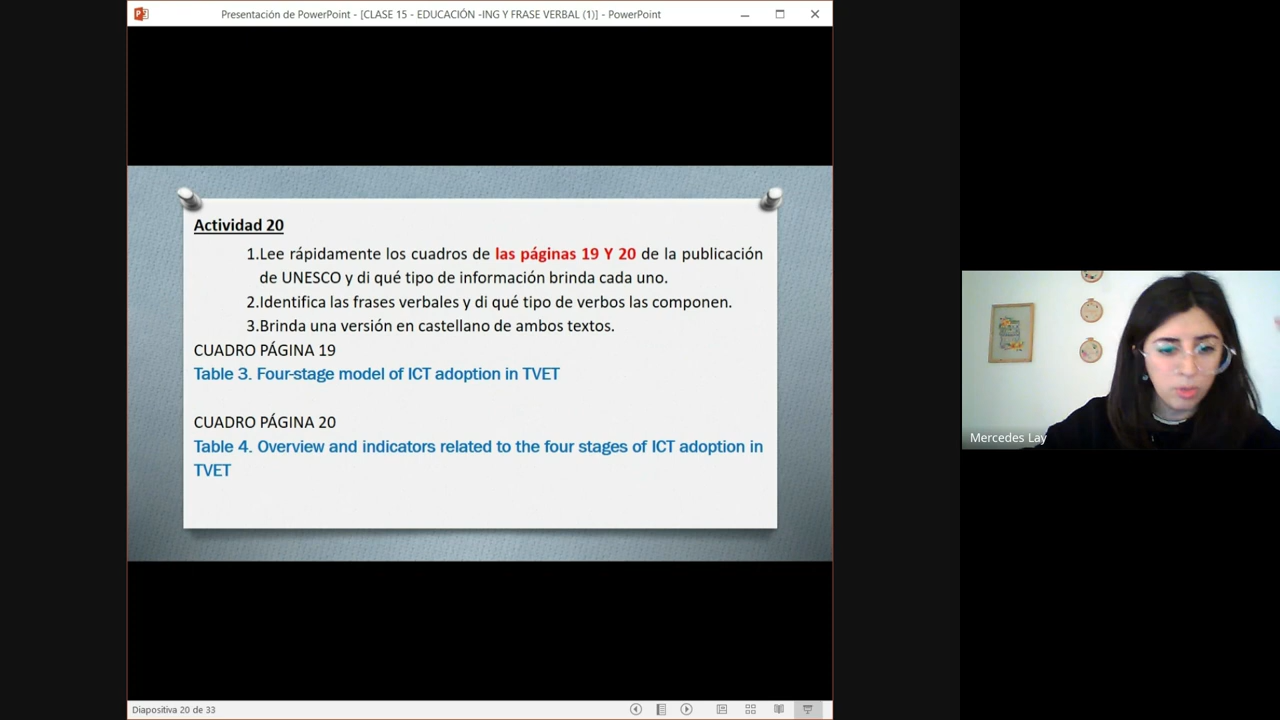 Presentación de PowerPoint - [CLASE 15 - EDUCACIÓN -ING Y FRASE VERBAL (1)] - PowerPoint
Actividad 20
1.Lee rápidamente los cuadros de las páginas 19 Y 20 de la publicación
de UNESCO y di qué tipo de información brinda cada uno.
2.Identifica las frases verbales y di qué tipo de verbos las componen.
3.Brinda una versión en castellano de ambos textos.
CUADRO PÁGINA 19
Table 3. Four-stage model of ICT adoption in TVET
CUADRO PÁGINA 20
Table 4. Overview and indicators related to the four stages of ICT adoption in
TVET
Mercedes Lay
Diapositiva 20 de 33